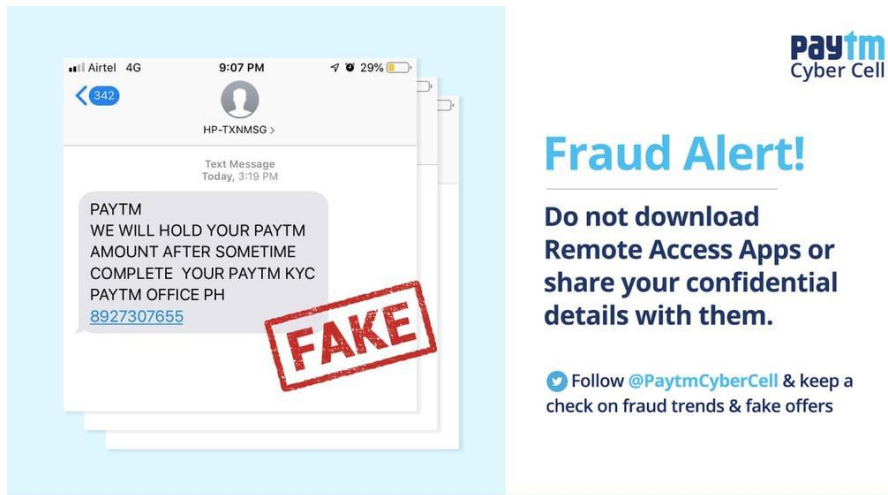 Airtel 4G 9:07 PM 29%
342
HP-TXNMSG >
Text Message
Today, 3:19 PM
PAYTM
WE WILL HOLD YOUR PAYTM
AMOUNT AFTER SOMETIME
COMPLETE YOUR PAYTM KYC
PAYTM OFFICE PH
8927307655
FAKE
paytm
Cyber Cell
Fraud Alert!
Do not download
Remote Access Apps or
share your confidential
details with them.
Follow @PaytmCyberCell & keep a
check on fraud trends & fake offers